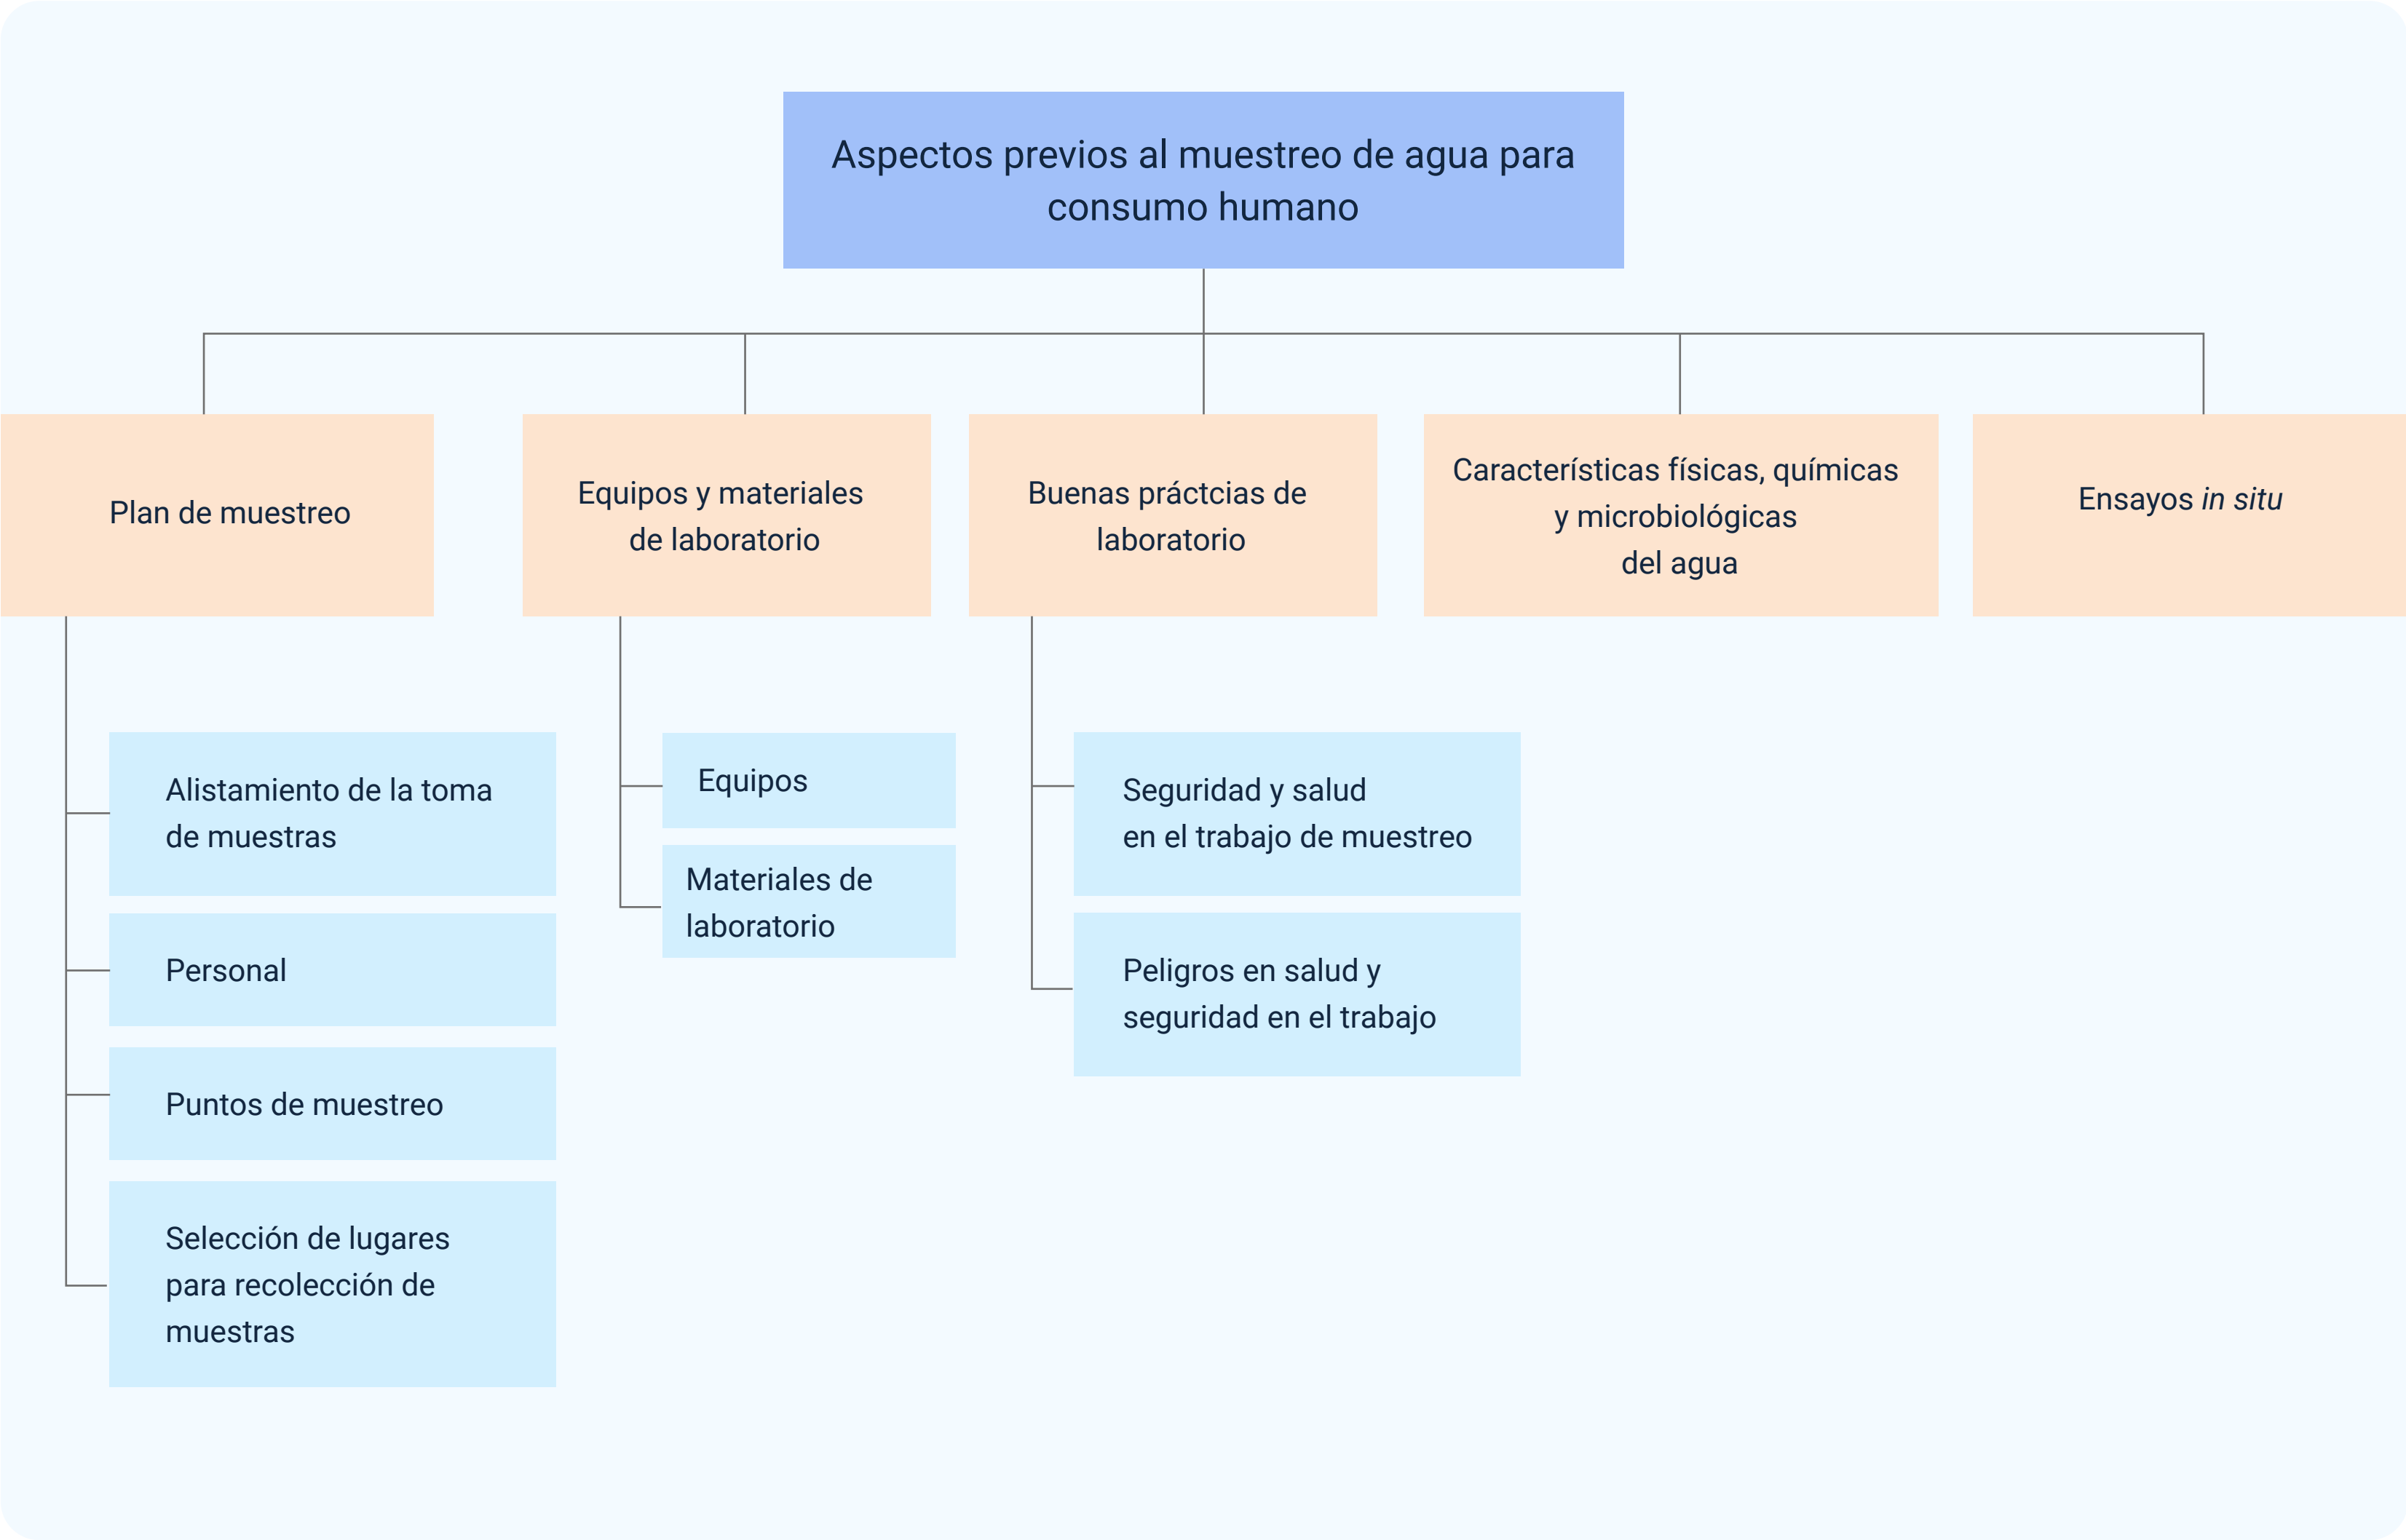 Aspectos previos al muestreo de agua para
consumo humano
Plan de muestreo
Equipos y materiales
de laboratorio
Buenas práctcias de
laboratorio
Características físicas, químicas
y microbiológicas
del agua
Ensayos in situ
Alistamiento de la toma
de muestras
Personal
Puntos de muestreo
Selección de lugares
para recolección de
muestras
Equipos
Materiales de
laboratorio
Seguridad y salud
en el trabajo de muestreo
Peligros en salud y
seguridad en el trabajo